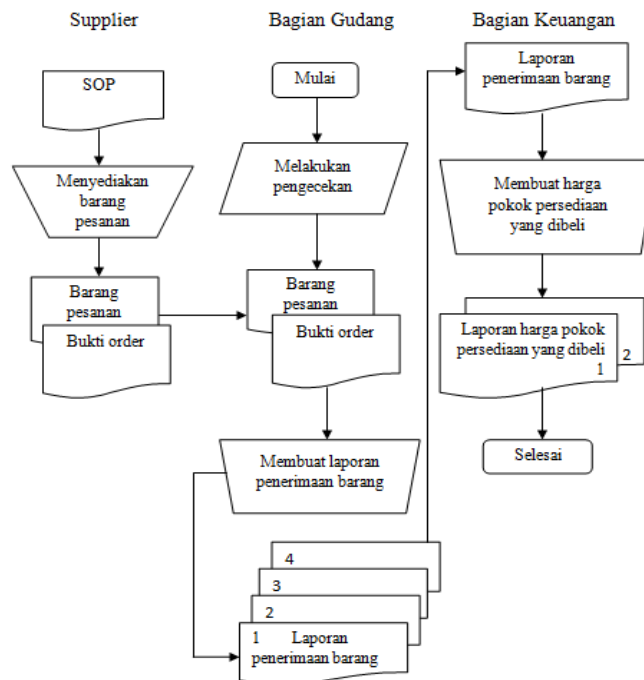 Supplier
Bagian Gudang
Bagian Keuangan
SOP
Menyediakan
barang
pesanan
Barang
pesanan
Bukti order
Mulai
Melakukan
pengecekan
Barang
pesanan
Bukti order
Membuat laporan
penerimaan barang
4
3
2
1 Laporan
penerimaan barang
Laporan
penerimaan barang
Membuat harga
pokok persediaan
yang dibeli
Laporan harga pokok
persediaan yang dibeli
2
1
Selesai